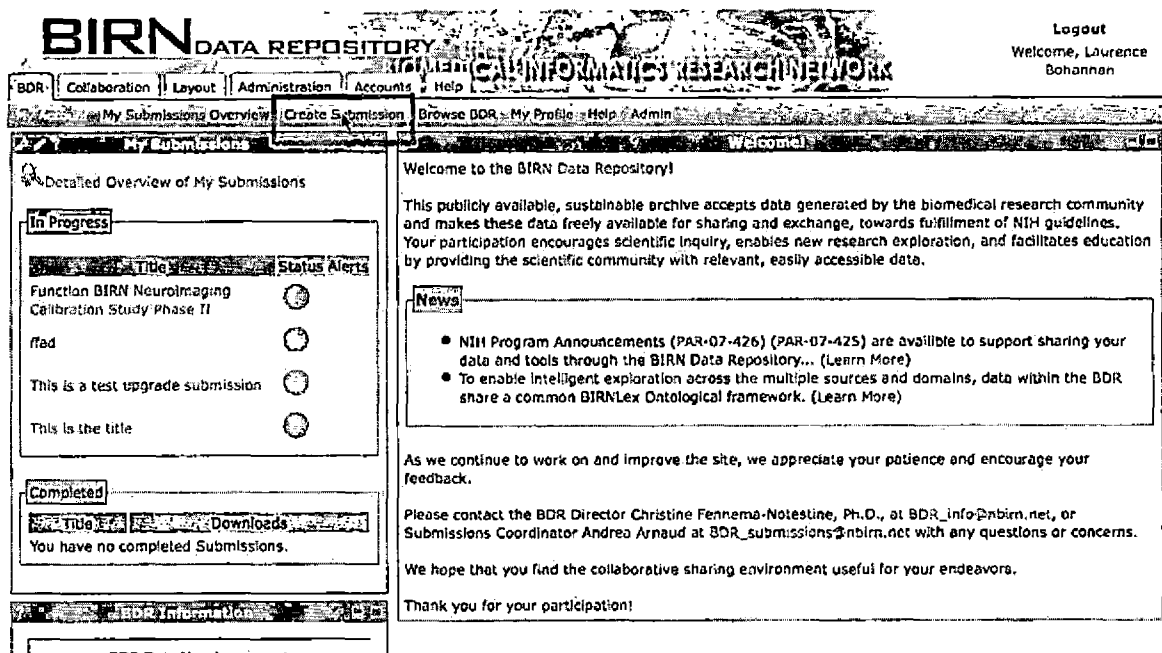 BIRN DATA REPOSITORY
BIOMEDICAL INFORMATICS RESEARCH NETWORK
Logout
Welcome, Laurence
Bohannan
BDR Collaboration Layout Administration Accounts Help
My Submissions Overview Create Submission Browse BDR My Profile Help Admin
My Submissions
Detailed Overview of My Submissions
In Progress
Title Status Alerts
Function BIRN Neuroimaging
Calibration Study Phase II
ffad
This is a test upgrade submission
This is the title
Completed
Title Downloads
You have no completed Submissions.
BDR Information
Welcome!
Welcome to the BIRN Data Repository!
This publicly available, sustainable archive accepts data generated by the biomedical research community
and makes these data freely available for sharing and exchange, towards fulfillment of NIH guidelines.
Your participation encourages scientific inquiry, enables new research exploration, and facilitates education
by providing the scientific community with relevant, easily accessible data.
News
• NIH Program Announcements (PAR-07-426) (PAR-07-425) are availible to support sharing your
data and tools through the BIRN Data Repository... (Learn More)
• To enable intelligent exploration across the multiple sources and domains, data within the BDR
share a common BIRNLex Ontological framework. (Learn More)
As we continue to work on and improve the site, we appreciate your patience and encourage your
feedback.
Please contact the BDR Director Christine Fennema-Notestine, Ph.D., at BDR_info@nbirn.net, or
Submissions Coordinator Andrea Arnaud at BDR_submissions@nbirn.net with any questions or concerns.
We hope that you find the collaborative sharing environment useful for your endeavors.
Thank you for your participation!